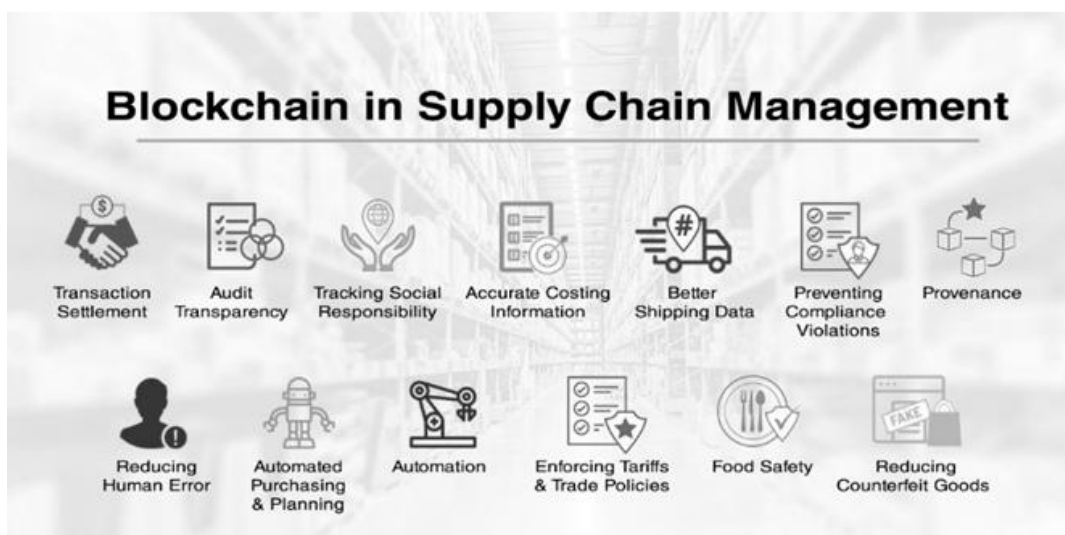 Blockchain in Supply Chain Management
$
#
Transaction
Settlement
Audit
Transparency
Tracking Social
Responsibility
Accurate Costing
Information
Better
Shipping Data
Preventing
Compliance
Violations
Provenance
!
Reducing
Human Error
Automated
Purchasing
& Planning
Automation
Enforcing Tariffs
& Trade Policies
Food Safety
FAKE
Reducing
Counterfeit Goods